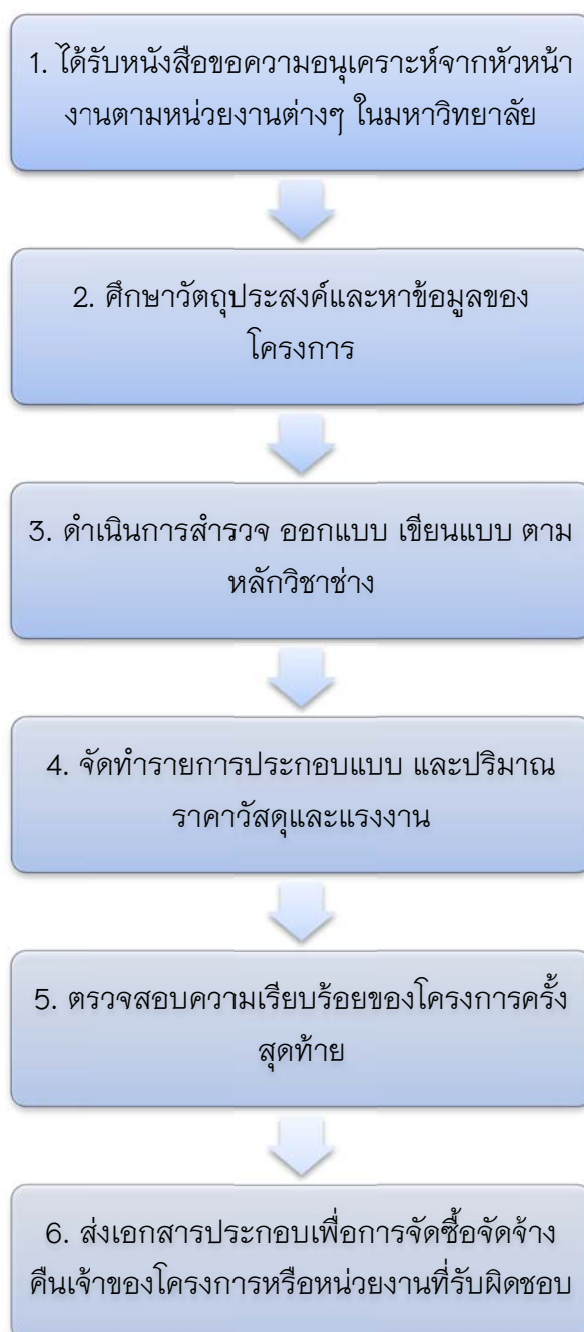 1. ได้รับหนังสือขอความอนุเคราะห์จากหัวหน้า
งานตามหน่วยงานต่างๆ ในมหาวิทยาลัย
2. ศึกษาวัตถุประสงค์และหาข้อมูลของ
โครงการ
3. ดำเนินการสำรวจ ออกแบบ เขียนแบบ ตาม
หลักวิชาช่าง
4. จัดทำรายการประกอบแบบ และปริมาณ
ราคาวัสดุและแรงงาน
5. ตรวจสอบความเรียบร้อยของโครงการครั้ง
สุดท้าย
6. ส่งเอกสารประกอบเพื่อการจัดซื้อจัดจ้าง
คืนเจ้าของโครงการหรือหน่วยงานที่รับผิดชอบ